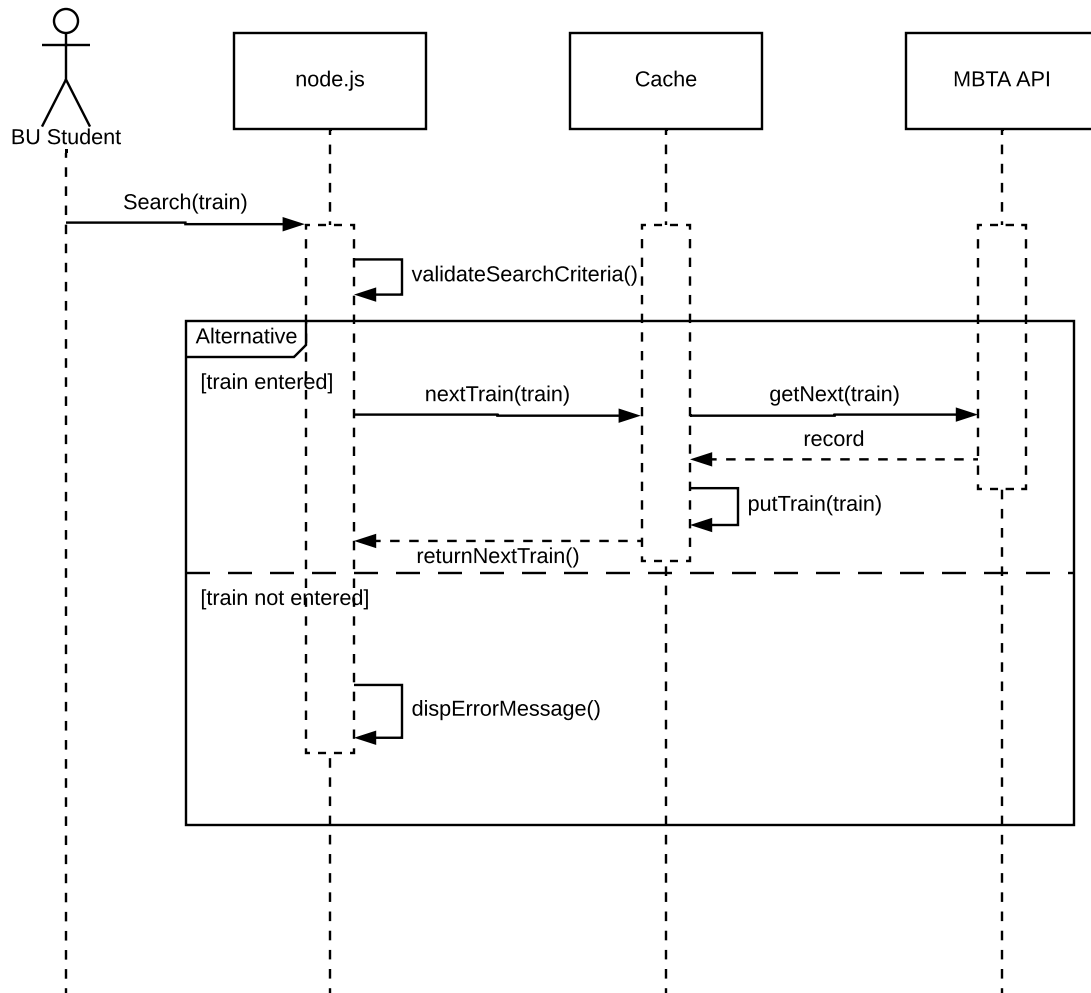 BU Student
node.js
Cache
MBTA API
Search(train)
validateSearchCriteria()
Alternative
[train entered]
nextTrain(train)
getNext(train)
record
putTrain(train)
returnNextTrain()
[train not entered]
dispErrorMessage()